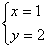 x = 1
y = 2